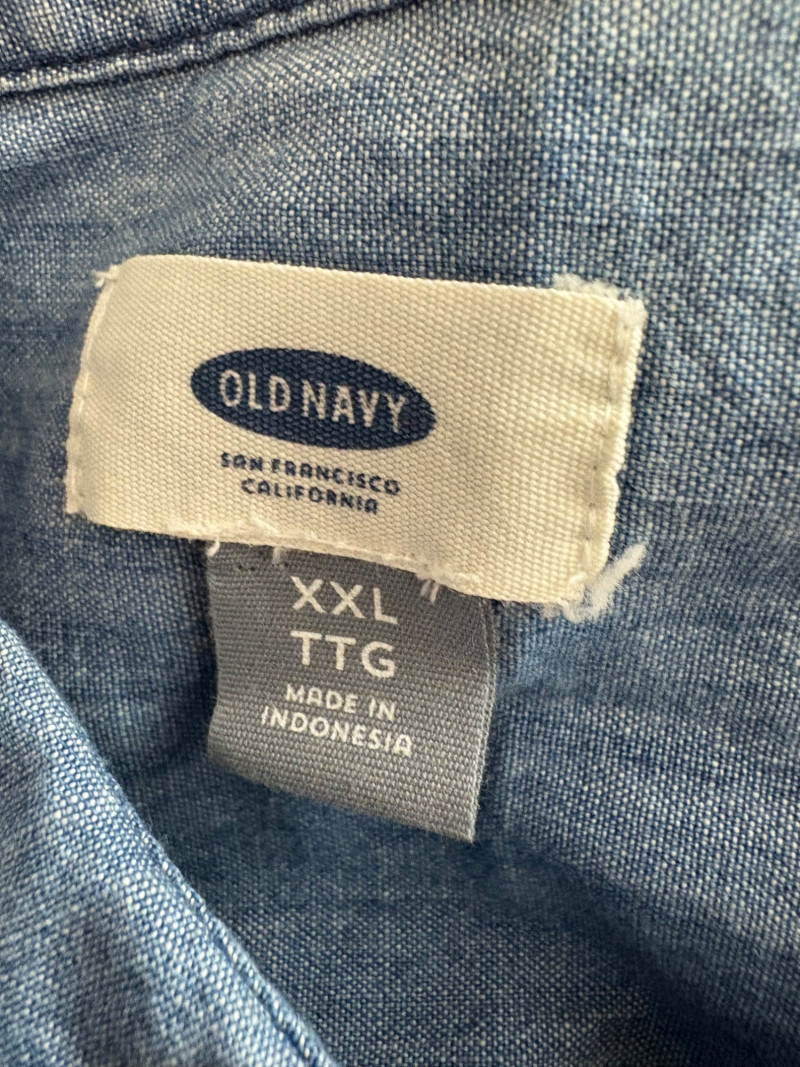 OLD NAVY
SAN FRANCISCO
CALIFORNIA
XXL
TTG
MADE IN
INDONESIA